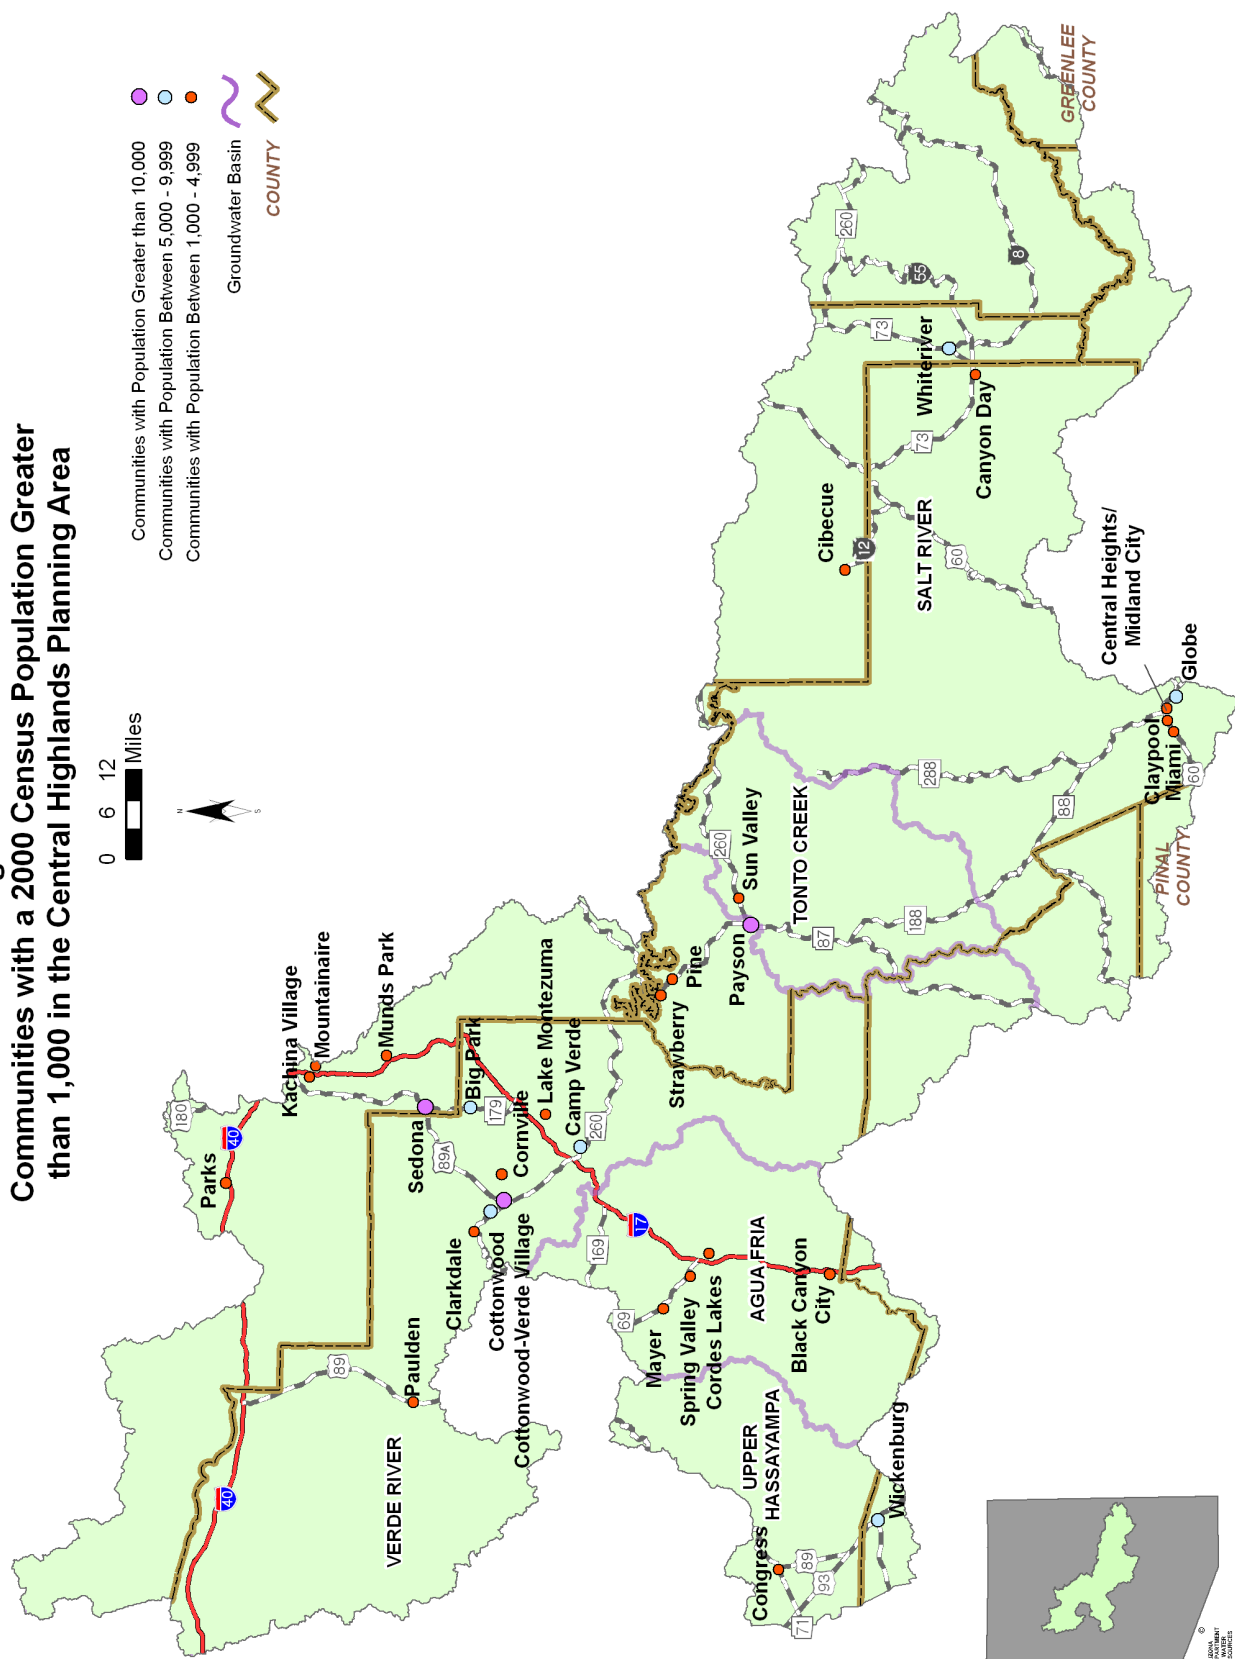 Communities with a 2000 Census Population Greater
than 1,000 in the Central Highlands Planning Area
0 6 12
Miles
N
S
Communities with Population Greater than 10,000
Communities with Population Between 5,000 - 9,999
Communities with Population Between 1,000 - 4,999
Groundwater Basin
COUNTY
GREENLEE
COUNTY
PINAL
COUNTY
VERDE RIVER
UPPER
HASSAYAMPA
AGUA FRIA
TONTO CREEK
SALT RIVER
Parks
Kachina Village
Mountainaire
Munds Park
Sedona
Big Park
Lake Montezuma
Camp Verde
Cornville
Clarkdale
Cottonwood
Cottonwood-Verde Village
Paulden
Mayer
Spring Valley
Cordes Lakes
Black Canyon
City
Congress
Wickenburg
Strawberry
Pine
Payson
Sun Valley
Cibecue
Whiteriver
Canyon Day
Central Heights/
Midland City
Globe
Claypool
Miami
40
40
180
89
89A
179
260
169
17
69
89
93
71
260
87
188
288
88
60
60
12
73
73
260
55
8
©